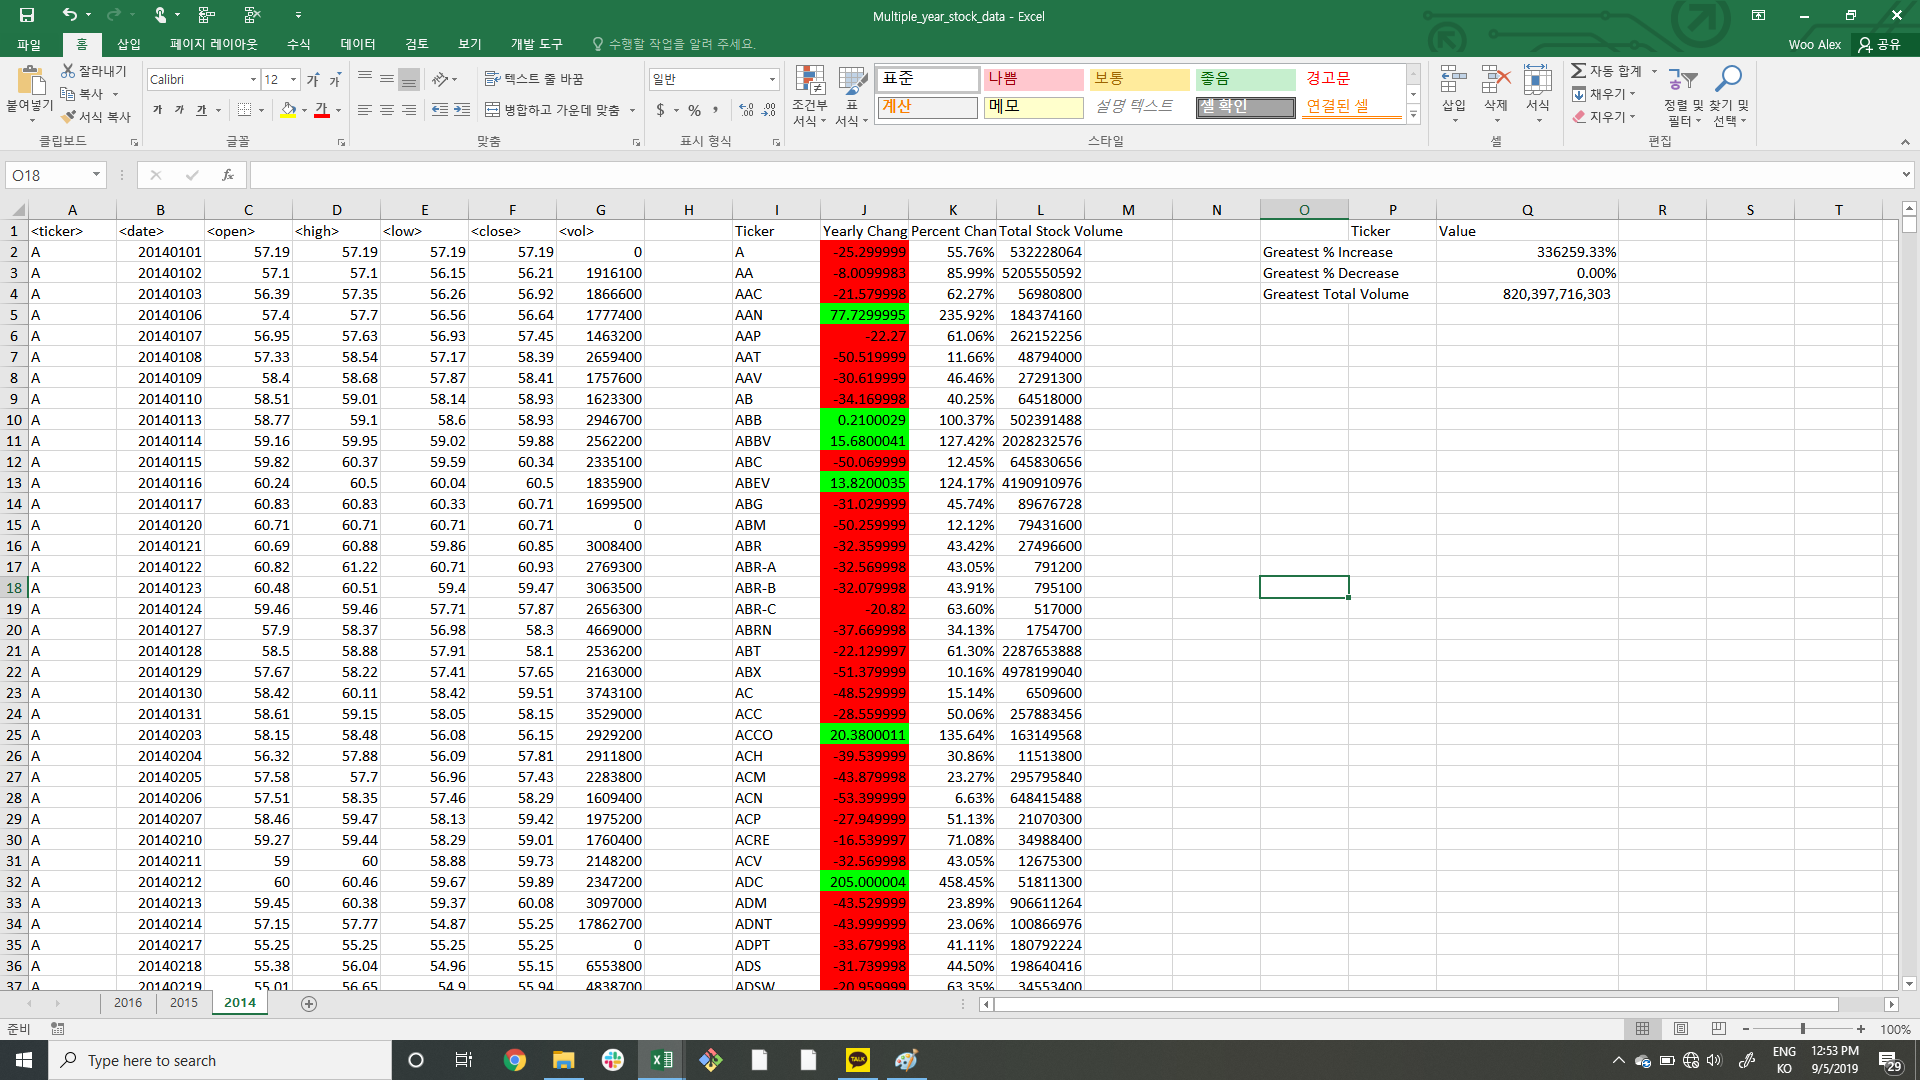 Multiple_year_stock_data - Excel
파일 홈 삽입 페이지 레이아웃 수식 데이터 검토 보기 개발 도구 수행할 작업을 알려 주세요. Woo Alex 공유
붙여넣기 잘라내기 복사 서식 복사 클립보드
Calibri 12 가 가 가 가 가 가 글꼴
텍스트 줄 바꿈 병합하고 가운데 맞춤 맞춤
일반 $ % , 표시 형식
조건부 서식 표 서식 표준 나쁨 보통 좋음 경고문
계산 메모 설명 텍스트 셀 확인 연결된 셀 스타일
삽입 삭제 서식 셀
자동 합계 채우기 지우기 정렬 및 필터 찾기 및 선택 편집
O18 fx
A B C D E F G H I J K L M N O P Q R S T
1 <ticker> <date> <open> <high> <low> <close> <vol> Ticker Yearly Chang Percent Chan Total Stock Volume Ticker Value
2 A 20140101 57.19 57.19 57.19 57.19 0 A -25.299999 55.76% 532228064 Greatest % Increase 336259.33%
3 A 20140102 57.1 57.1 56.15 56.21 1916100 AA -8.0099983 85.99% 5205550592 Greatest % Decrease 0.00%
4 A 20140103 56.39 57.35 56.26 56.92 1866600 AAC -21.579998 62.27% 56980800 Greatest Total Volume 820,397,716,303
5 A 20140106 57.4 57.7 56.56 56.64 1777400 AAN 77.7299995 235.92% 184374160
6 A 20140107 56.95 57.63 56.93 57.45 1463200 AAP -22.27 61.06% 262152256
7 A 20140108 57.33 58.54 57.17 58.39 2659400 AAT -50.519999 11.66% 48794000
8 A 20140109 58.4 58.68 57.87 58.41 1757600 AAV -30.619999 46.46% 27291300
9 A 20140110 58.51 59.01 58.14 58.93 1623300 AB -34.169998 40.25% 64518000
10 A 20140113 58.77 59.1 58.6 58.93 2946700 ABB 0.2100029 100.37% 502391488
11 A 20140114 59.16 59.95 59.02 59.88 2562200 ABBV 15.6800041 127.42% 2028232576
12 A 20140115 59.82 60.37 59.59 60.34 2335100 ABC -50.069999 12.45% 645830656
13 A 20140116 60.24 60.5 60.04 60.5 1835900 ABEV 13.8200035 124.17% 4190910976
14 A 20140117 60.83 60.83 60.33 60.71 1699500 ABG -31.029999 45.74% 89676728
15 A 20140120 60.71 60.71 60.71 60.71 0 ABM -50.259999 12.12% 79431600
16 A 20140121 60.69 60.88 59.86 60.85 3008400 ABR -32.359999 43.42% 27496600
17 A 20140122 60.82 61.22 60.71 60.93 2769300 ABR-A -32.569998 43.05% 791200
18 A 20140123 60.48 60.51 59.4 59.47 3063500 ABR-B -32.079998 43.91% 795100
19 A 20140124 59.46 59.46 57.71 57.87 2656300 ABR-C -20.82 63.60% 517000
20 A 20140127 57.9 58.37 56.98 58.3 4669000 ABRN -37.669998 34.13% 1754700
21 A 20140128 58.5 58.88 57.91 58.1 2536200 ABT -22.129997 61.30% 2287653888
22 A 20140129 57.67 58.22 57.41 57.65 2163000 ABX -51.379999 10.16% 4978199040
23 A 20140130 58.42 60.11 58.42 59.51 3743100 AC -48.529999 15.14% 6509600
24 A 20140131 58.61 59.15 58.05 58.15 3529000 ACC -28.559999 50.06% 257883456
25 A 20140203 58.15 58.48 56.08 56.15 2929200 ACCO 20.3800011 135.64% 163149568
26 A 20140204 56.32 57.88 56.09 57.81 2911800 ACH -39.539999 30.86% 11513800
27 A 20140205 57.58 57.7 56.96 57.43 2283800 ACM -43.879998 23.27% 295795840
28 A 20140206 57.51 58.35 57.46 58.29 1609400 ACN -53.399999 6.63% 648415488
29 A 20140207 58.46 59.47 58.13 59.42 1975200 ACP -27.949999 51.13% 21070300
30 A 20140210 59.27 59.44 58.29 59.01 1760400 ACRE -16.539997 71.08% 34988400
31 A 20140211 59 60 58.88 59.73 2148200 ACV -32.569998 43.05% 12675300
32 A 20140212 60 60.46 59.67 59.89 2347200 ADC 205.000004 458.45% 51811300
33 A 20140213 59.45 60.38 59.37 60.08 3097000 ADM -43.529999 23.89% 906611264
34 A 20140214 57.15 57.77 54.87 55.25 17862700 ADNT -43.999999 23.06% 100866976
35 A 20140217 55.25 55.25 55.25 55.25 0 ADPT -33.679998 41.11% 180792224
36 A 20140218 55.38 56.04 54.96 55.15 6553800 ADS -31.739998 44.50% 198640416
37 A 20140219 55.01 56.65 54.9 55.94 4838700 ADSW -20.959999 63.35% 34553400
2016 2015 2014
준비 100%
Type here to search TALK ENG KO 12:53 PM 9/5/2019 29